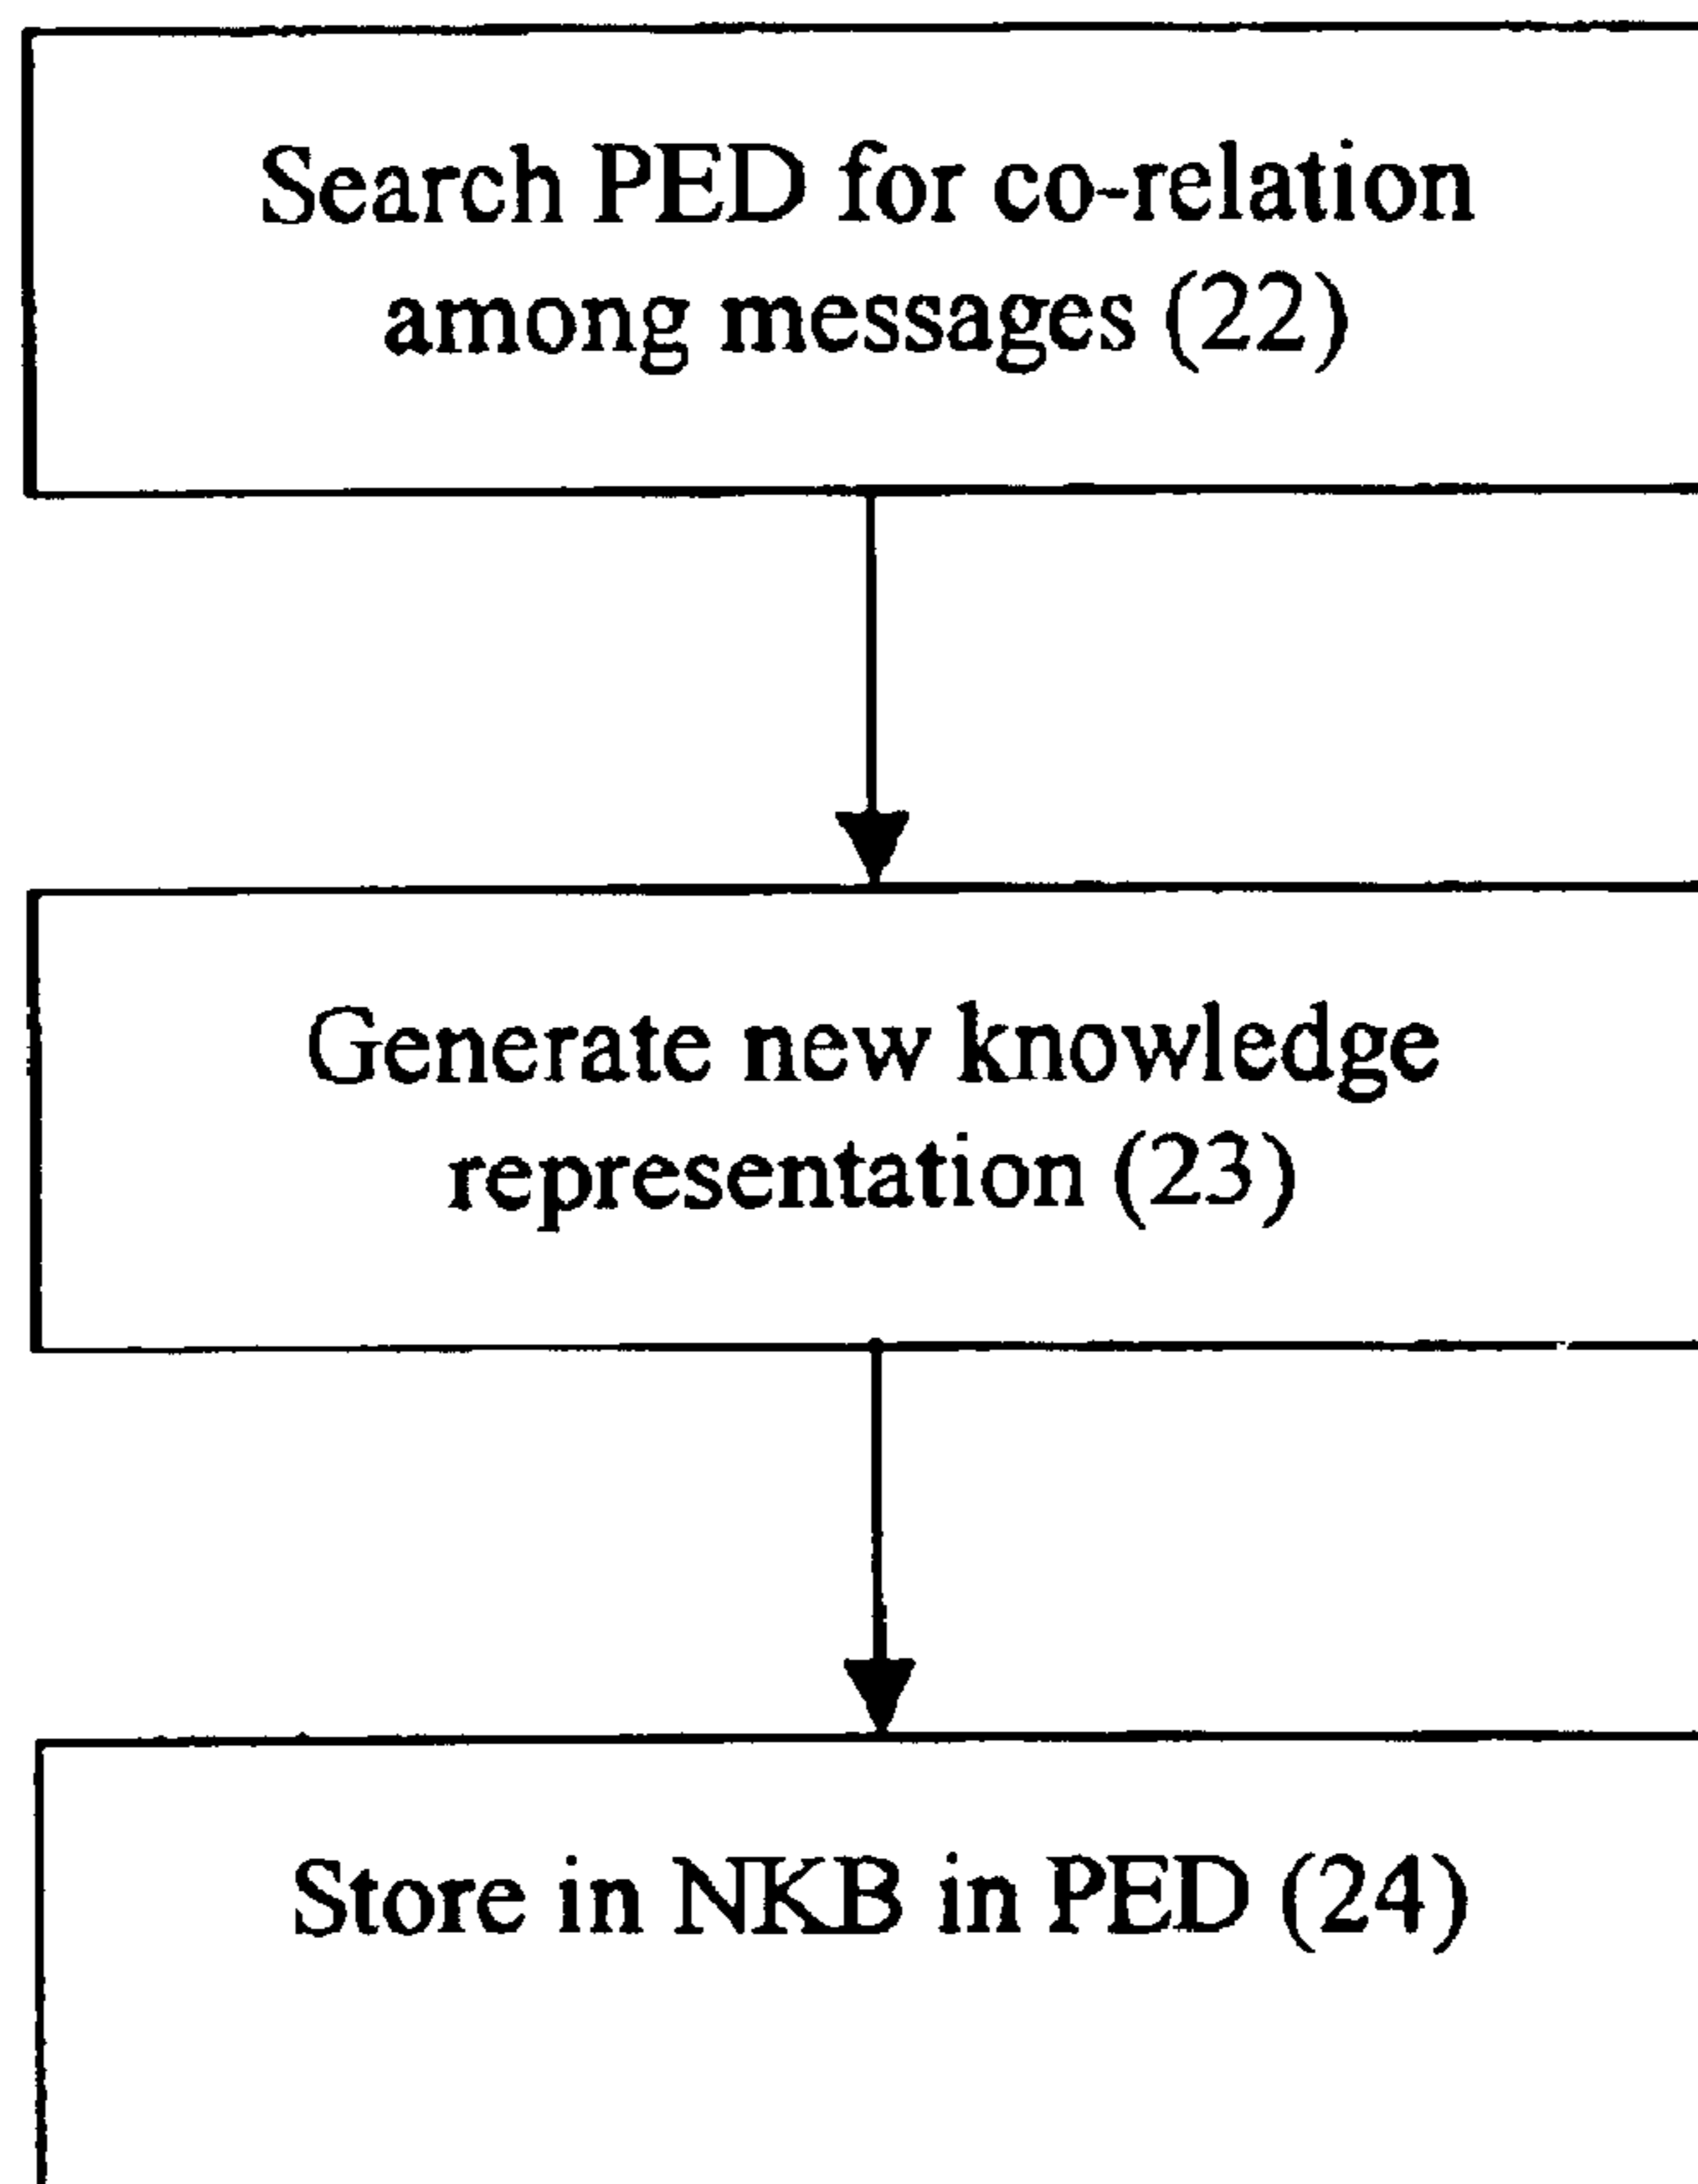 Search PED for co-relation
among messages (22)
Generate new knowledge
representation (23)
Store in NKB in PED (24)